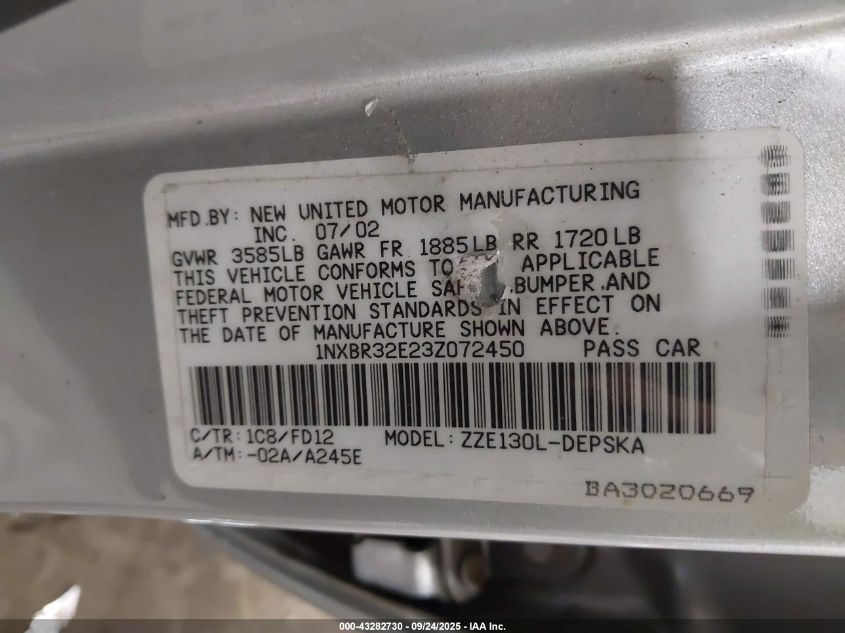 MFD.BY: NEW UNITED MOTOR MANUFACTURING
INC. 07/02
GVWR 3585LB GAWR FR 1885LB RR 1720LB
THIS VEHICLE CONFORMS TO APPLICABLE
FEDERAL MOTOR VEHICLE SAF .BUMPER,AND
THEFT PREVENTION STANDARDS IN EFFECT ON
THE DATE OF MANUFACTURE SHOWN ABOVE.
1NXBR32E23Z072450 PASS CAR
C/TR:1C8/FD12 MODEL:ZZE130L-DEPSKA
A/TM:-02A/A245E
BA3020669
000-43282730 - 09/24/2025 - IAA Inc.